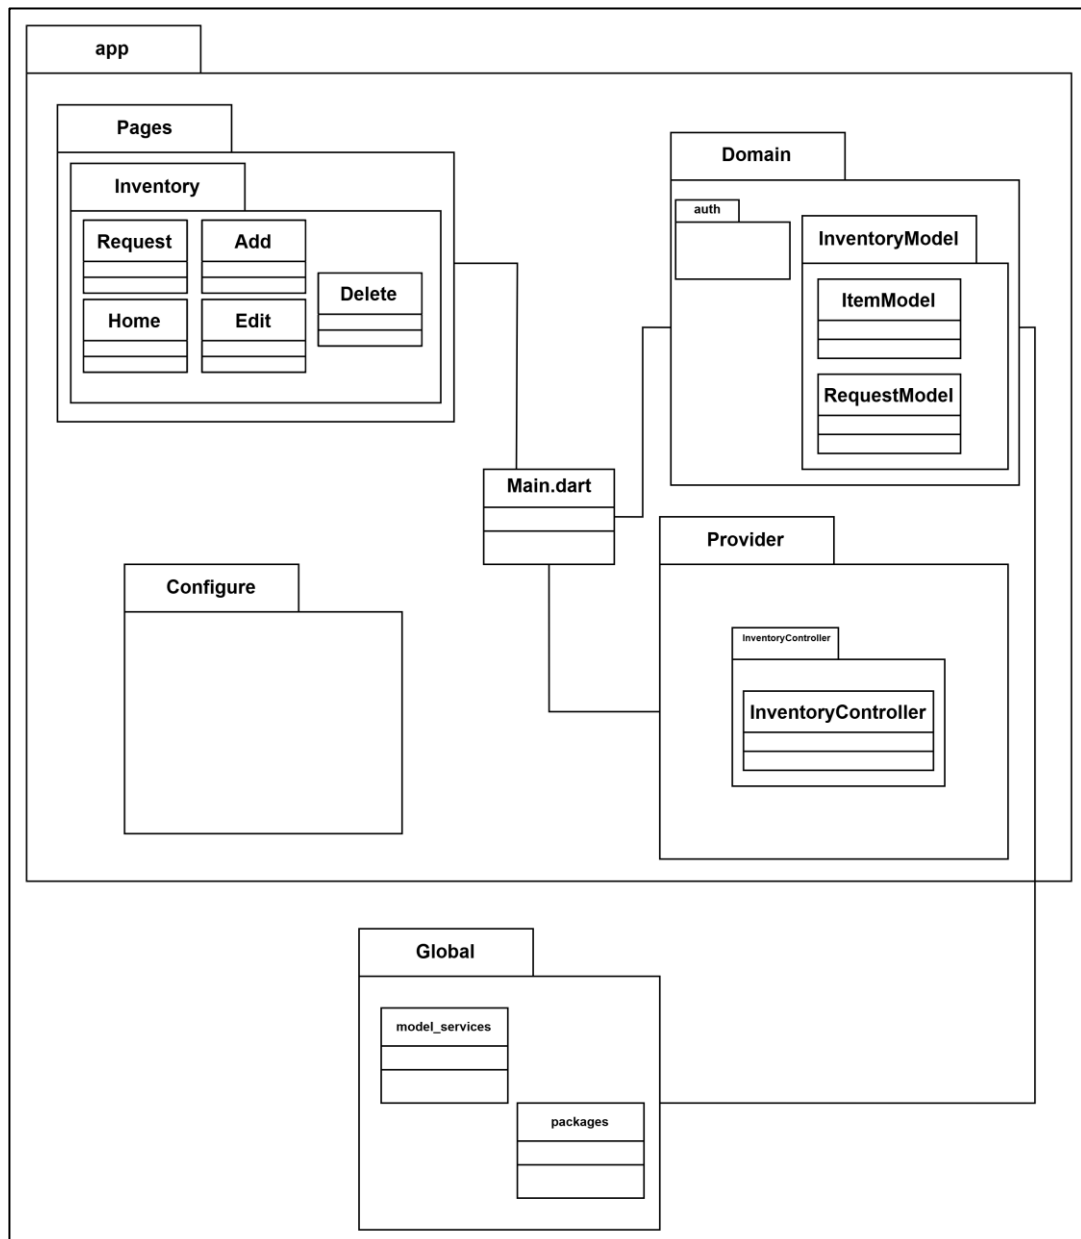 app
Pages
Inventory
Request
Add
Delete
Home
Edit
Domain
auth
InventoryModel
ItemModel
RequestModel
Main.dart
Configure
Provider
InventoryController
InventoryController
Global
model_services
packages